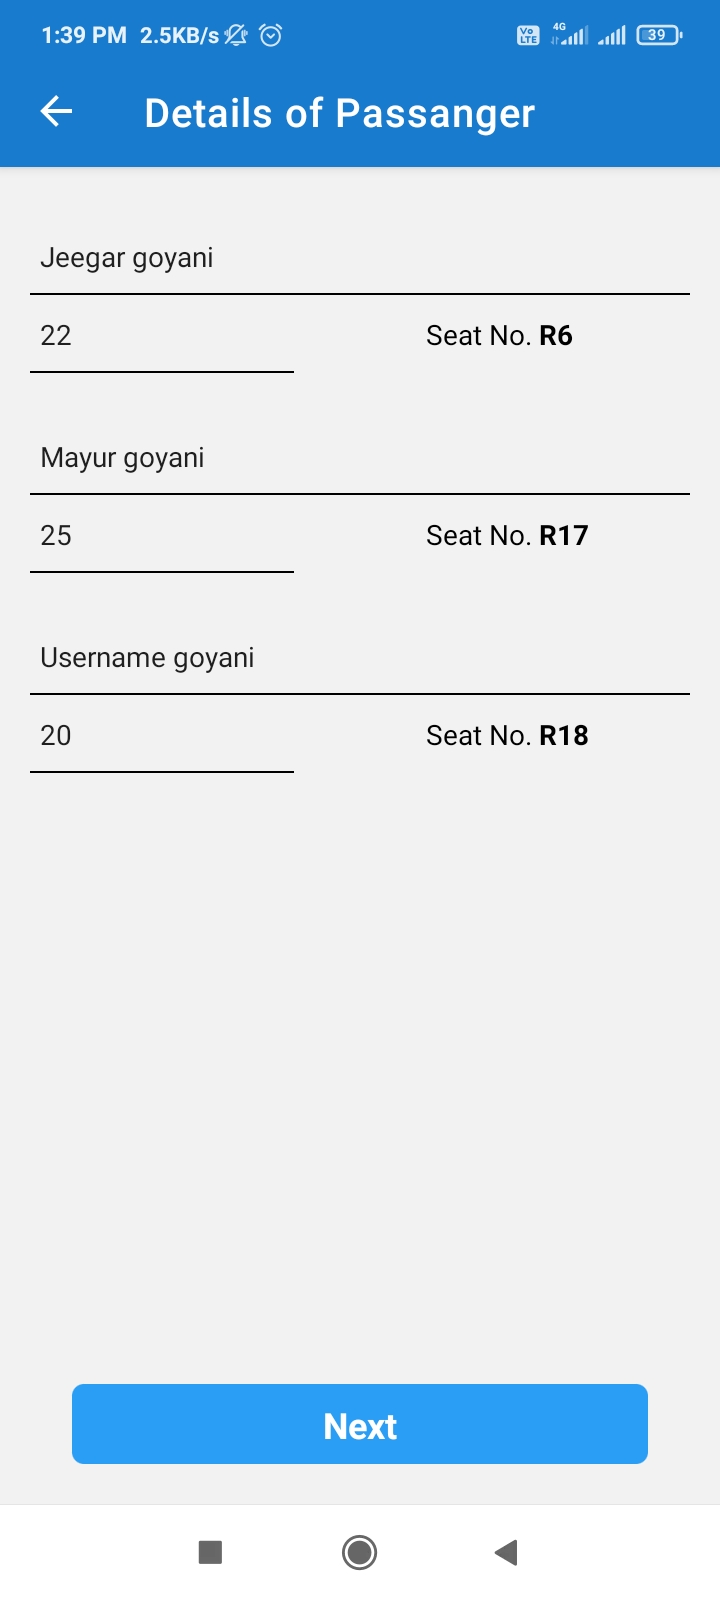 1:39 PM 2.5KB/s Vo LTE 4G 39
Details of Passanger
Jeegar goyani
22 Seat No. R6
Mayur goyani
25 Seat No. R17
Username goyani
20 Seat No. R18
Next